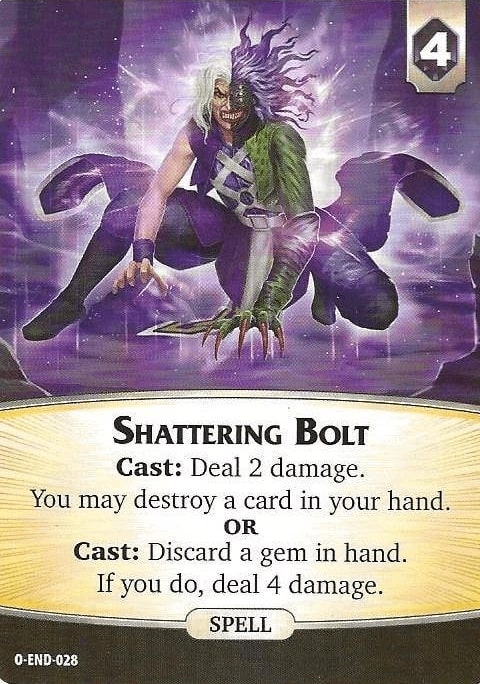 4
Shattering Bolt
Cast: Deal 2 damage.
You may destroy a card in your hand.
OR
Cast: Discard a gem in hand.
If you do, deal 4 damage.
SPELL
O-END-028